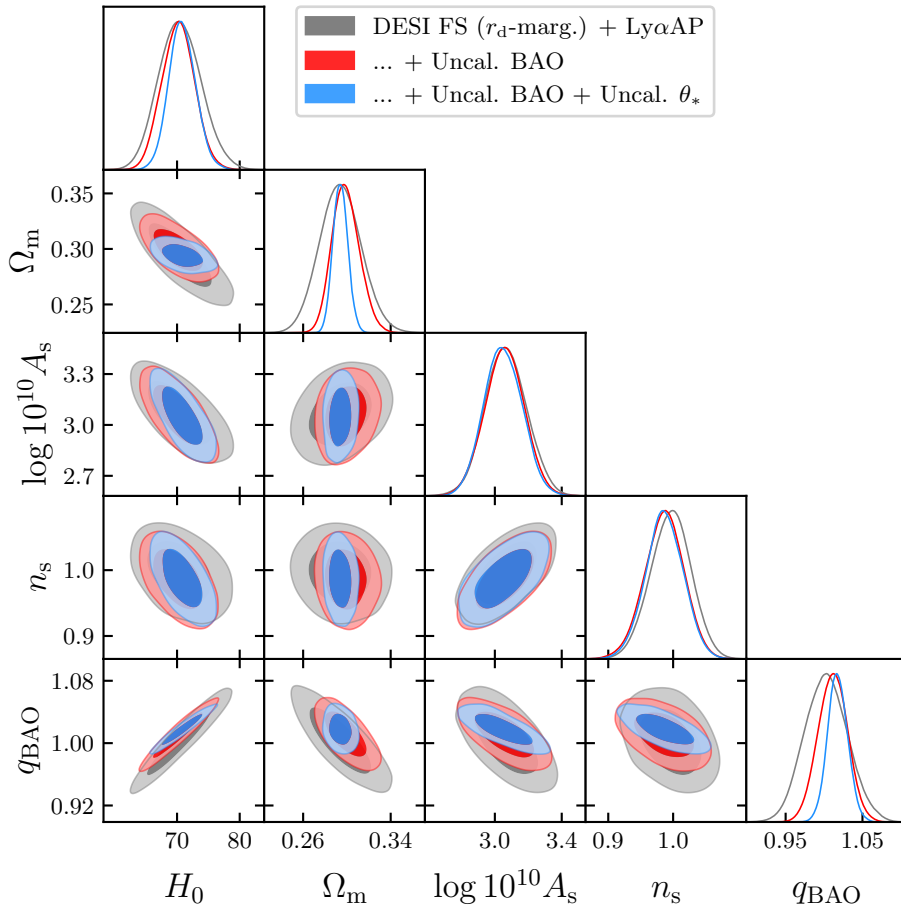 DESI FS (r_d-marg.) + LyαAP
... + Uncal. BAO
... + Uncal. BAO + Uncal. θ_*
0.35
0.30
0.25
Ω_m
3.3
3.0
2.7
log 10^10 A_s
1.0
0.9
n_s
1.08
1.00
0.92
q_BAO
70 80 0.26 0.34 3.0 3.4 0.9 1.0 0.95 1.05
H_0 Ω_m log 10^10 A_s n_s q_BAO